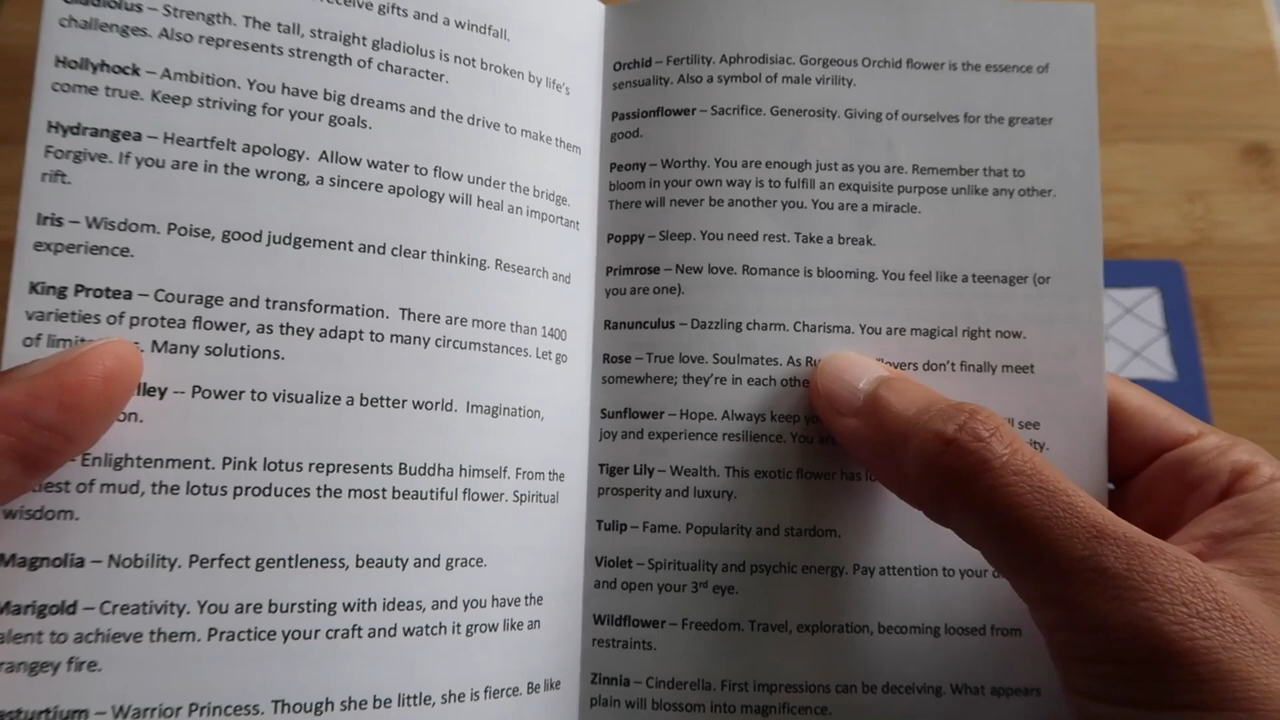 receive gifts and a windfall.
Gladiolus – Strength. The tall, straight gladiolus is not broken by life's
challenges. Also represents strength of character.
Hollyhock – Ambition. You have big dreams and the drive to make them
come true. Keep striving for your goals.
Hydrangea – Heartfelt apology. Allow water to flow under the bridge.
Forgive. If you are in the wrong, a sincere apology will heal an important
rift.
Iris – Wisdom. Poise, good judgement and clear thinking. Research and
experience.
King Protea – Courage and transformation. There are more than 1400
varieties of protea flower, as they adapt to many circumstances. Let go
of Many solutions.
-- Power to visualize a better world. Imagination,
- Enlightenment. Pink lotus represents Buddha himself. From the
of mud, the lotus produces the most beautiful flower. Spiritual
wisdom.
Magnolia – Nobility. Perfect gentleness, beauty and grace.
Marigold – Creativity. You are bursting with ideas, and you have the
talent to achieve them. Practice your craft and watch it grow like an
fire.
Nasturtium – Warrior Princess. Though she be little, she is fierce. Be like
Orchid – Fertility. Aphrodisiac. Gorgeous Orchid flower is the essence of
sensuality. Also a symbol of male virility.
Passionflower – Sacrifice. Generosity. Giving of ourselves for the greater
good.
Peony – Worthy. You are enough just as you are. Remember that to
bloom in your own way is to fulfill an exquisite purpose unlike any other.
There will never be another you. You are a miracle.
Poppy – Sleep. You need rest. Take a break.
Primrose – New love. Romance is blooming. You feel like a teenager (or
you are one).
Ranunculus – Dazzling charm. Charisma. You are magical right now.
Rose – True love. Soulmates. As lovers don't finally meet
somewhere; they're in each
Sunflower – Hope. Always keep see
joy and experience resilience. You are
Tiger Lily – Wealth. This exotic flower has
prosperity and luxury.
Tulip – Fame. Popularity and stardom.
Violet – Spirituality and psychic energy. Pay attention to your
and open your 3rd eye.
Wildflower – Freedom. Travel, exploration, becoming loosed from
restraints.
Zinnia – Cinderella. First impressions can be deceiving. What appears
plain will blossom into magnificence.